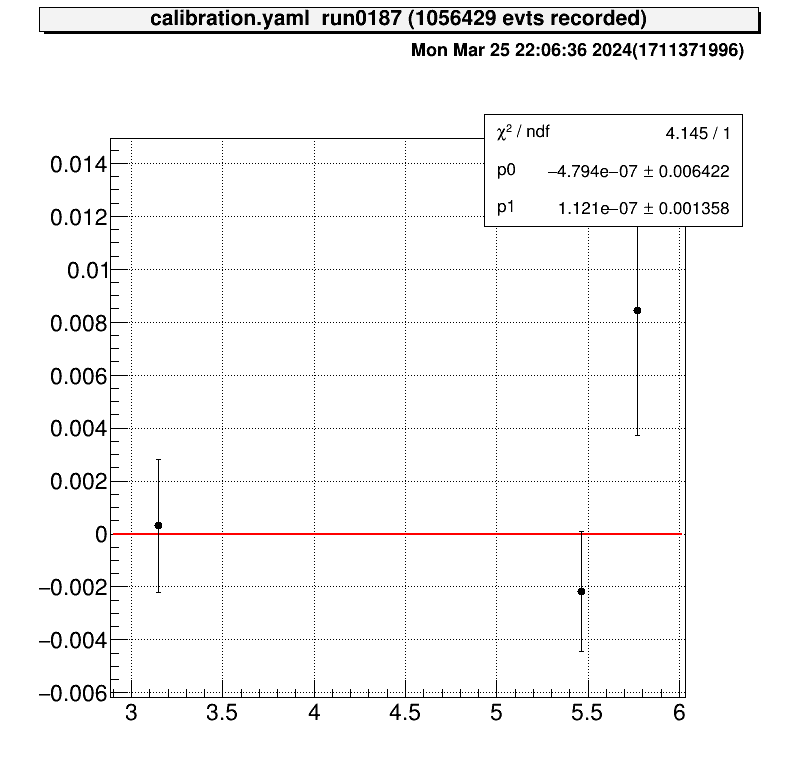 calibration.yaml run0187 (1056429 evts recorded)
Mon Mar 25 22:06:36 2024(1711371996)
χ² / ndf 4.145 / 1
p0 −4.794e−07 ± 0.006422
p1 1.121e−07 ± 0.001358
0.014
0.012
0.01
0.008
0.006
0.004
0.002
0
−0.002
−0.004
−0.006
3 3.5 4 4.5 5 5.5 6